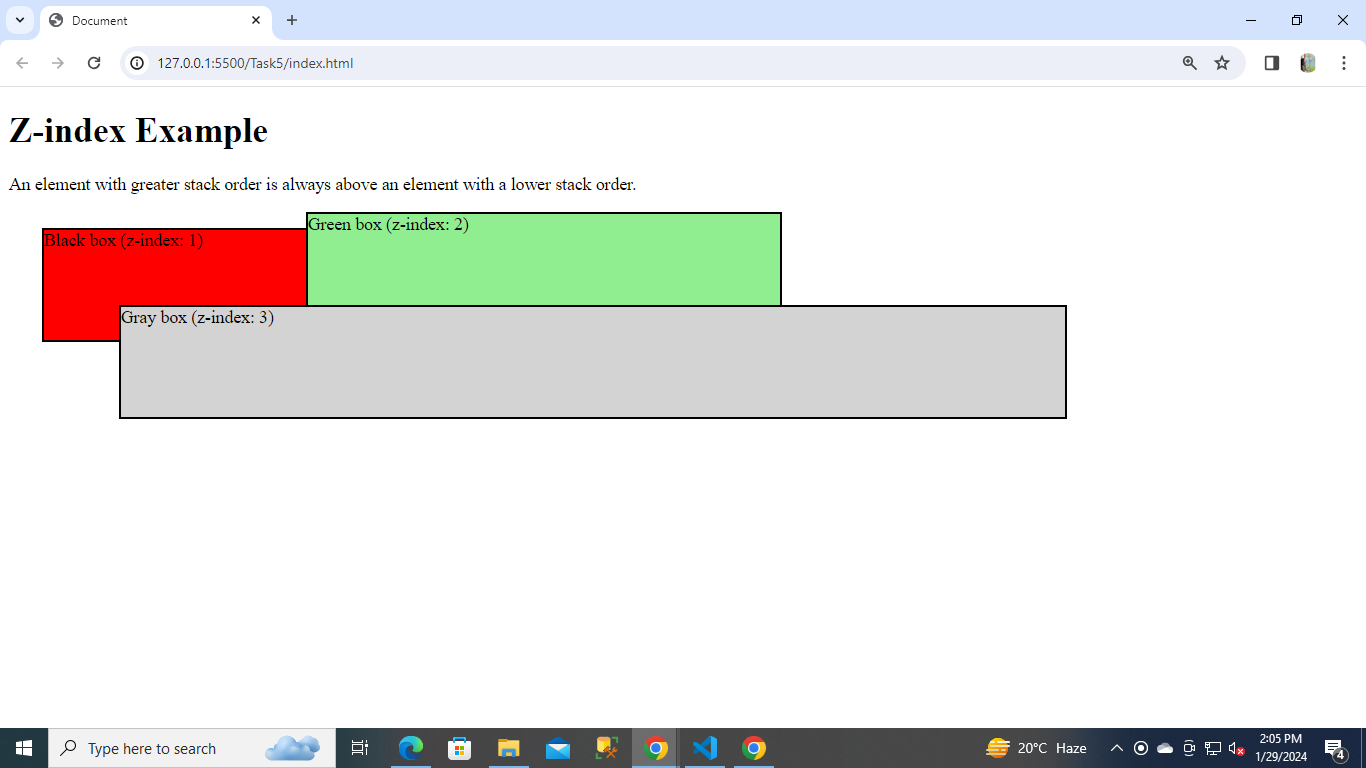 Document
127.0.0.1:5500/Task5/index.html
Z-index Example
An element with greater stack order is always above an element with a lower stack order.
Green box (z-index: 2)
Black box (z-index: 1)
Gray box (z-index: 3)
Type here to search
20°C Haze
2:05 PM
1/29/2024
4